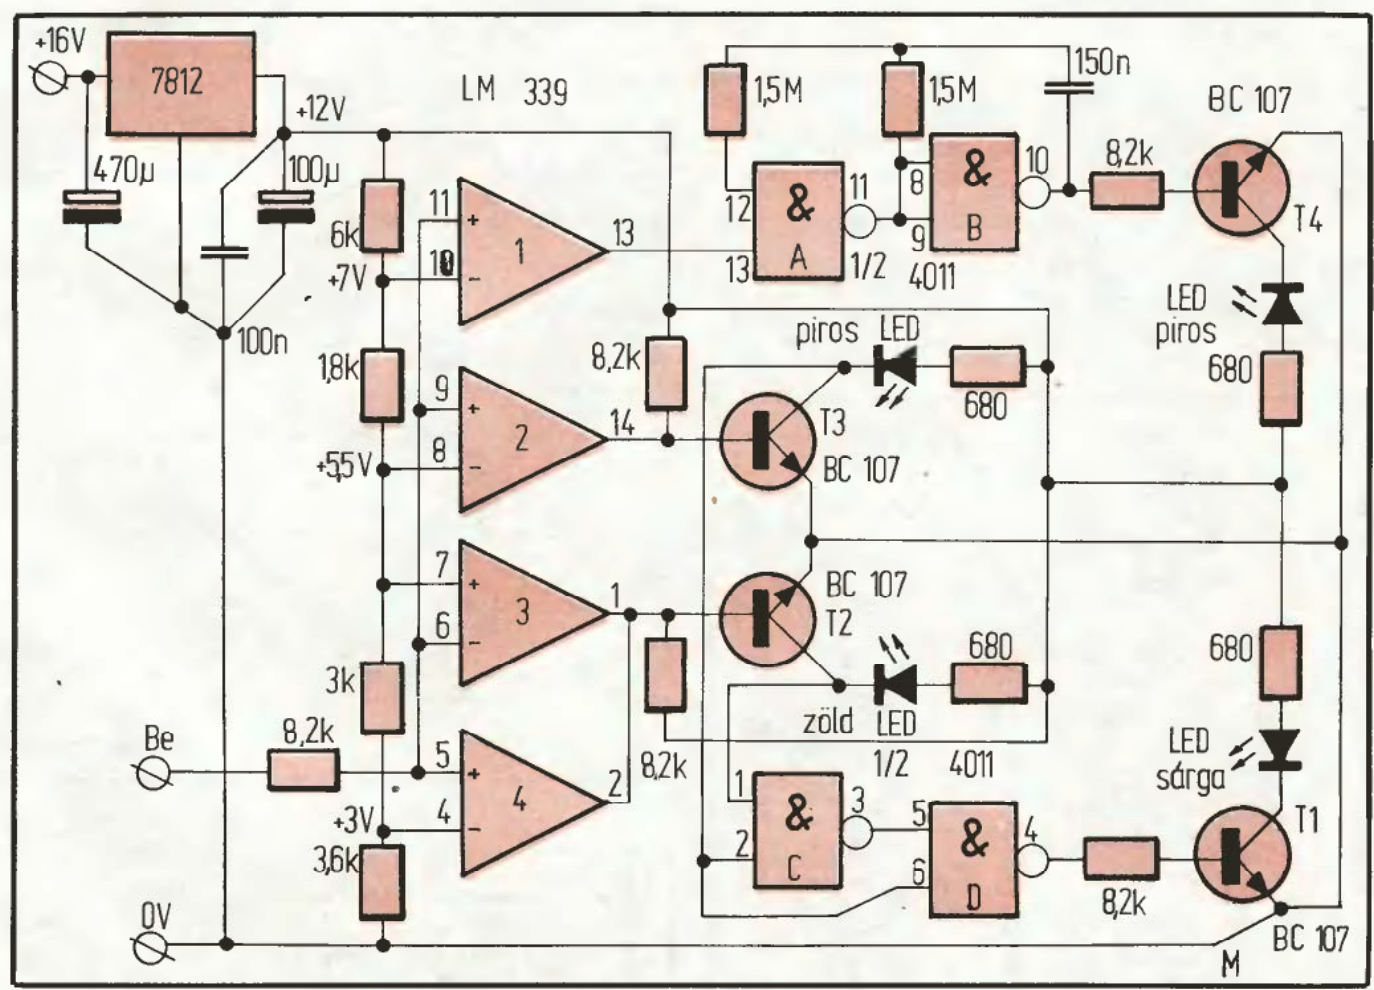 +16V
7812
+12V
470µ
100µ
100n
LM 339
6k
+7V
1,8k
+5,5V
3k
+3V
3,6k
11
10
+
-
1
13
9
8
+
-
2
14
7
6
+
-
3
1
5
4
+
-
4
2
Be
8,2k
0V
8,2k
8,2k
1,5M
1,5M
150n
12
13
&
A
11
1/2
8
9
&
B
10
4011
8,2k
BC 107
T4
LED
piros
680
piros LED
680
T3
BC 107
BC 107
T2
680
zöld LED
1/2 4011
1
2
&
C
3
5
6
&
D
4
8,2k
680
LED
sárga
T1
BC 107
M